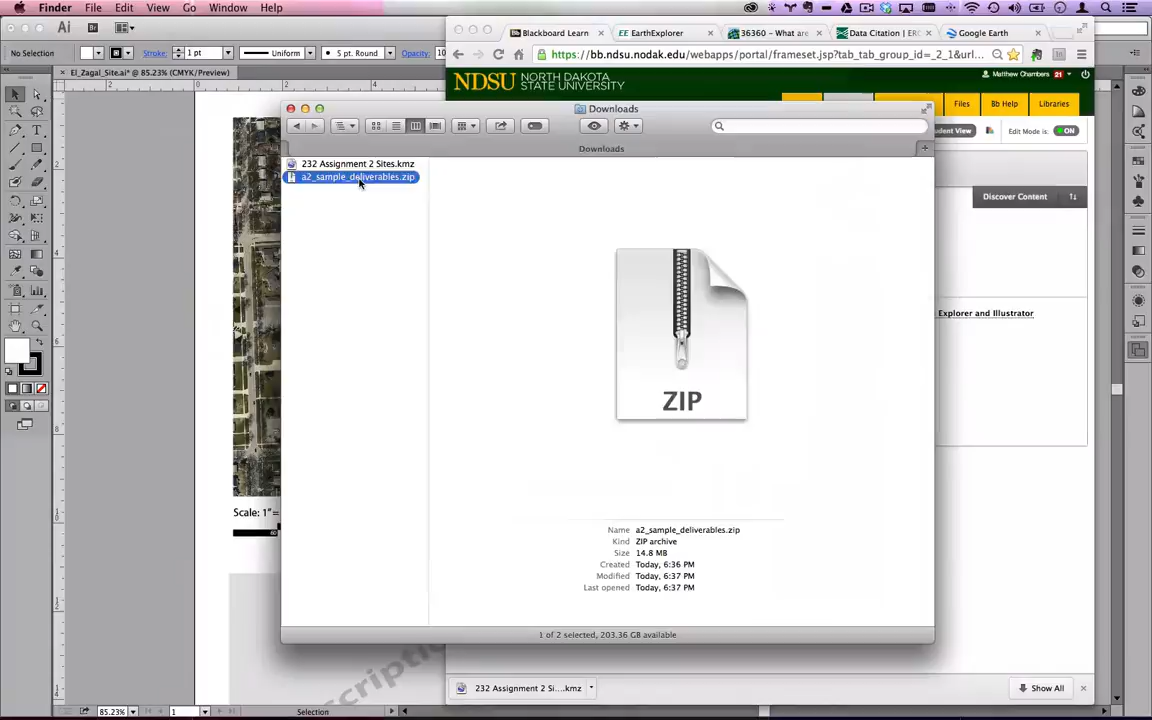 Finder File Edit View Go Window Help
Ai Br
Blackboard Learn EarthExplorer 36360 – What are Data Citation | ERC Google Earth
No Selection Stroke: 1 pt Uniform 5 pt. Round Opacity: 10
https://bb.ndsu.nodak.edu/webapps/portal/frameset.jsp?tab_tab_group_id=_2_1&url...
El_Zagal_Site.ai* @ 85.23% (CMYK/Preview)
NDSU NORTH DAKOTA
STATE UNIVERSITY
Matthew Chambers 21
Files Bb Help Libraries
Downloads
Edit Mode is: ON
Downloads
232 Assignment 2 Sites.kmz
a2_sample_deliverables.zip
Discover Content
Explorer and Illustrator
ZIP
Scale: 1"=
Name a2_sample_deliverables.zip
Kind ZIP archive
Size 14.8 MB
Created Today, 6:36 PM
Modified Today, 6:37 PM
Last opened Today, 6:37 PM
1 of 2 selected, 203.36 GB available
232 Assignment 2 Si....kmz Show All
85.23% 1 Selection